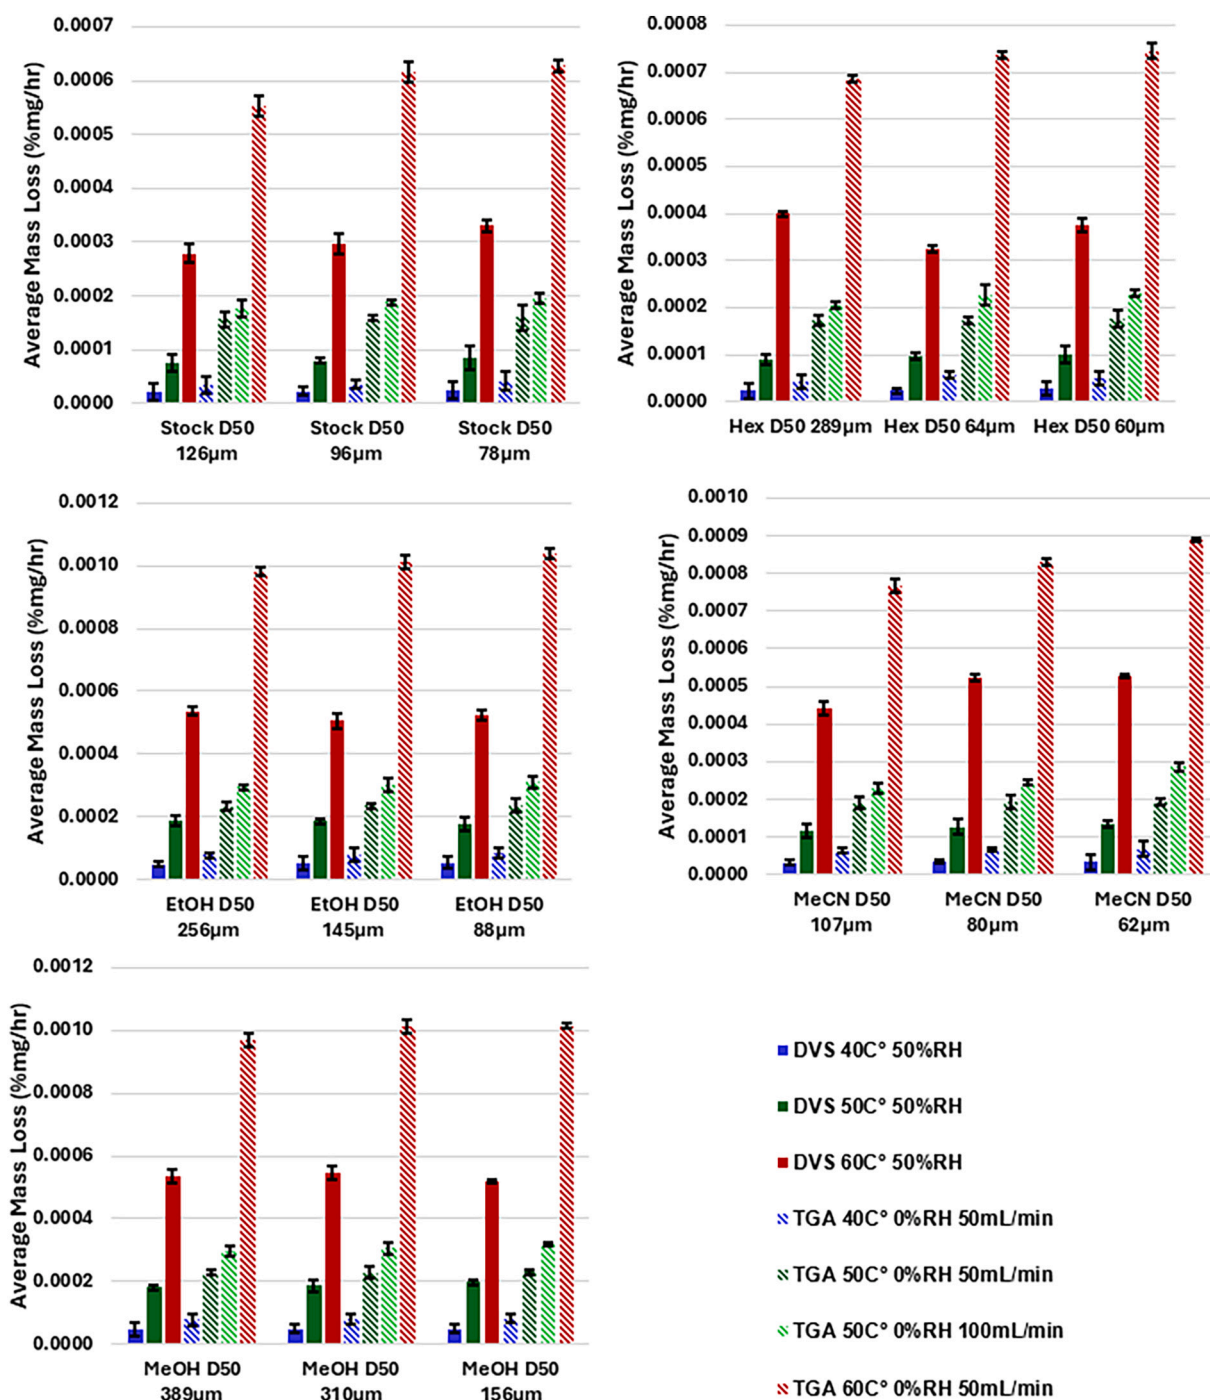 Average Mass Loss (%mg/hr)
0.0007
0.0006
0.0005
0.0004
0.0003
0.0002
0.0001
0.0000
Stock D50
126µm
Stock D50
96µm
Stock D50
78µm
Average Mass Loss (%mg/hr)
0.0008
0.0007
0.0006
0.0005
0.0004
0.0003
0.0002
0.0001
0.0000
Hex D50 289µm
Hex D50 64µm
Hex D50 60µm
Average Mass Loss (%mg/hr)
0.0012
0.0010
0.0008
0.0006
0.0004
0.0002
0.0000
EtOH D50
256µm
EtOH D50
145µm
EtOH D50
88µm
Average Mass Loss (%mg/hr)
0.0010
0.0009
0.0008
0.0007
0.0006
0.0005
0.0004
0.0003
0.0002
0.0001
0.0000
MeCN D50
107µm
MeCN D50
80µm
MeCN D50
62µm
Average Mass Loss (%mg/hr)
0.0012
0.0010
0.0008
0.0006
0.0004
0.0002
0.0000
MeOH D50
389µm
MeOH D50
310µm
MeOH D50
156µm
DVS 40C° 50%RH
DVS 50C° 50%RH
DVS 60C° 50%RH
TGA 40C° 0%RH 50mL/min
TGA 50C° 0%RH 50mL/min
TGA 50C° 0%RH 100mL/min
TGA 60C° 0%RH 50mL/min